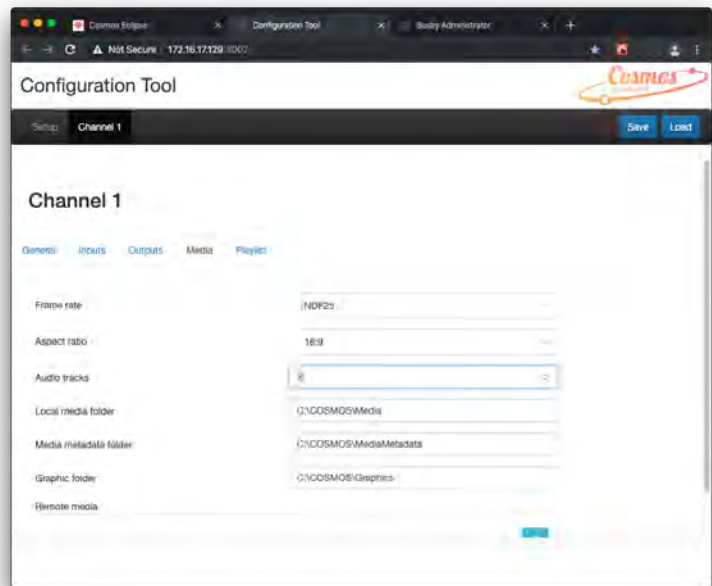 Cosmos Eclipse Configuration Tool Busby Administrator
Not Secure 172.16.17.129
Configuration Tool
Cosmos
Setup Channel 1 Save Load
Channel 1
General Inputs Outputs Media Playlist
Frame rate NDF25
Aspect ratio 16:9
Audio tracks
Local media folder C:\COSMOS\Media
Media metadata folder C:\COSMOS\MediaMetadata
Graphic folder C:\COSMOS\Graphics
Remote media